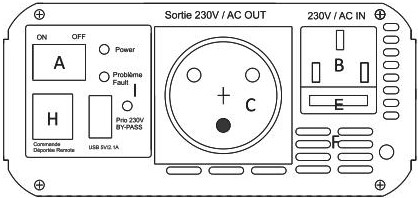 Sortie 230V / AC OUT
230V / AC IN
ON OFF
Power
A
Problème
Fault
I
H
Prio 230V
BY-PASS
Commande
Déportée Remote
USB 5V/2.1A
C
B
E
F